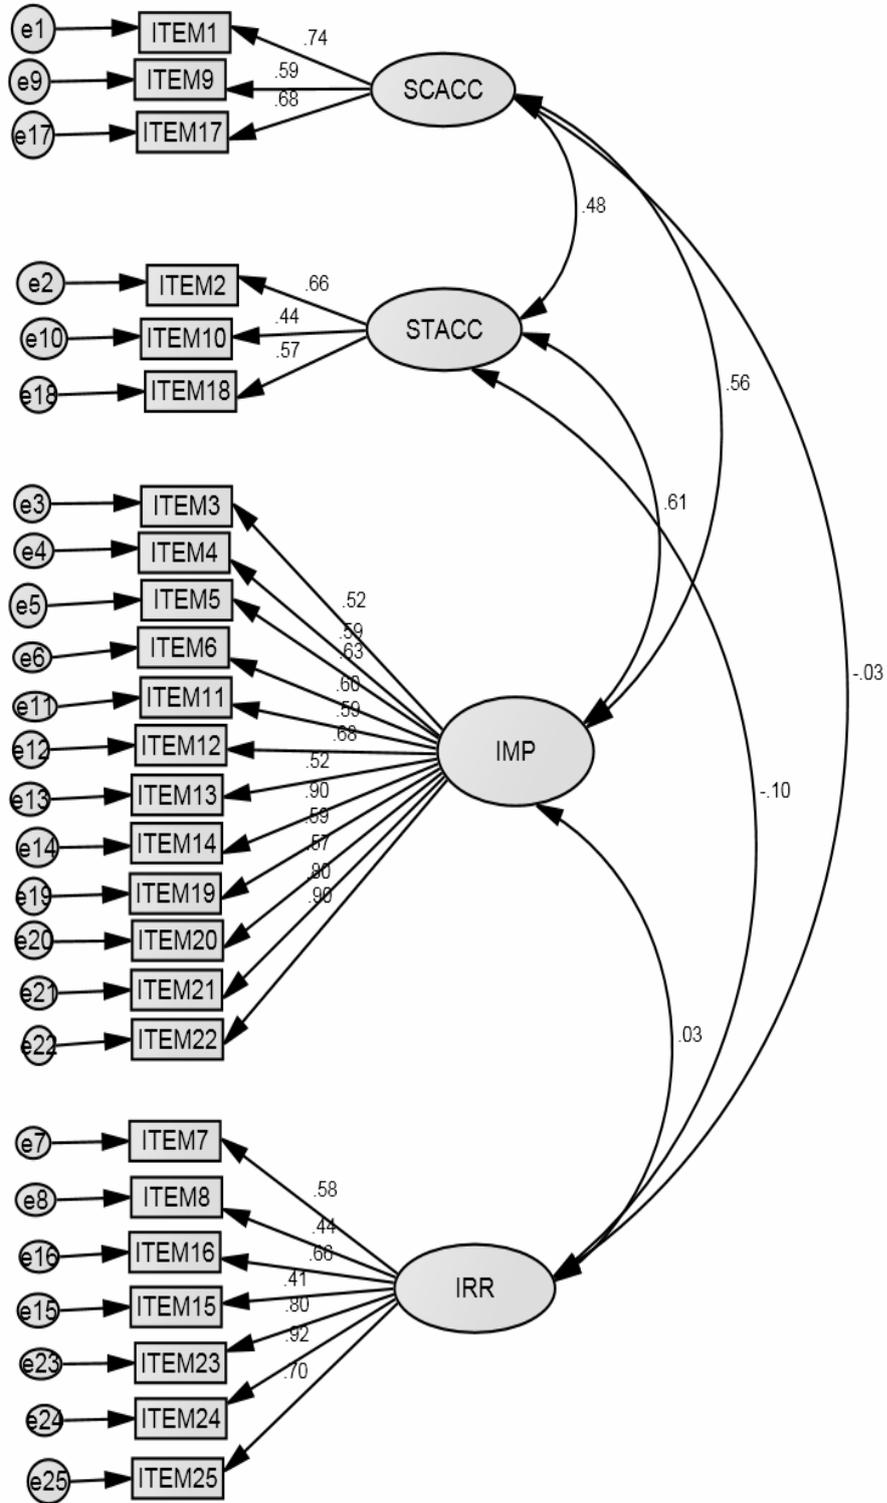 e1 ITEM1 .74
e9 ITEM9 .59 SCACC
e17 ITEM17 .68
.48
e2 ITEM2 .66
e10 ITEM10 .44 STACC
e18 ITEM18 .57
.56
.61
e3 ITEM3
e4 ITEM4
e5 ITEM5 .52
e6 ITEM6 .59
.63
-.03
e11 ITEM11 .60
.59
e12 ITEM12 .68 IMP
.52
e13 ITEM13 .90 -.10
.59
e14 ITEM14 .57
.80
e19 ITEM19 .90
e20 ITEM20
e21 ITEM21
e22 ITEM22 .03
e7 ITEM7
.58
e8 ITEM8
.44
e16 ITEM16 .66
.41
e15 ITEM15 .80 IRR
.92
e23 ITEM23 .70
e24 ITEM24
e25 ITEM25